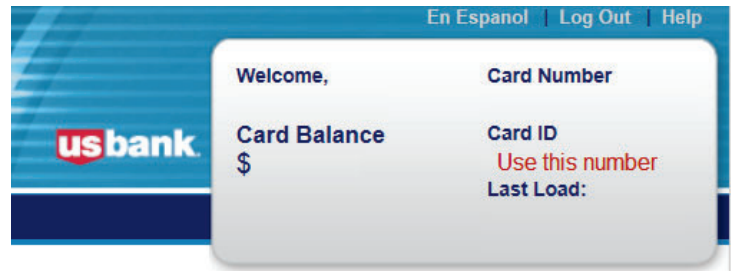 En Espanol | Log Out | Help
Welcome,
Card Number
usbank.
Card Balance
$
Card ID
Use this number
Last Load: